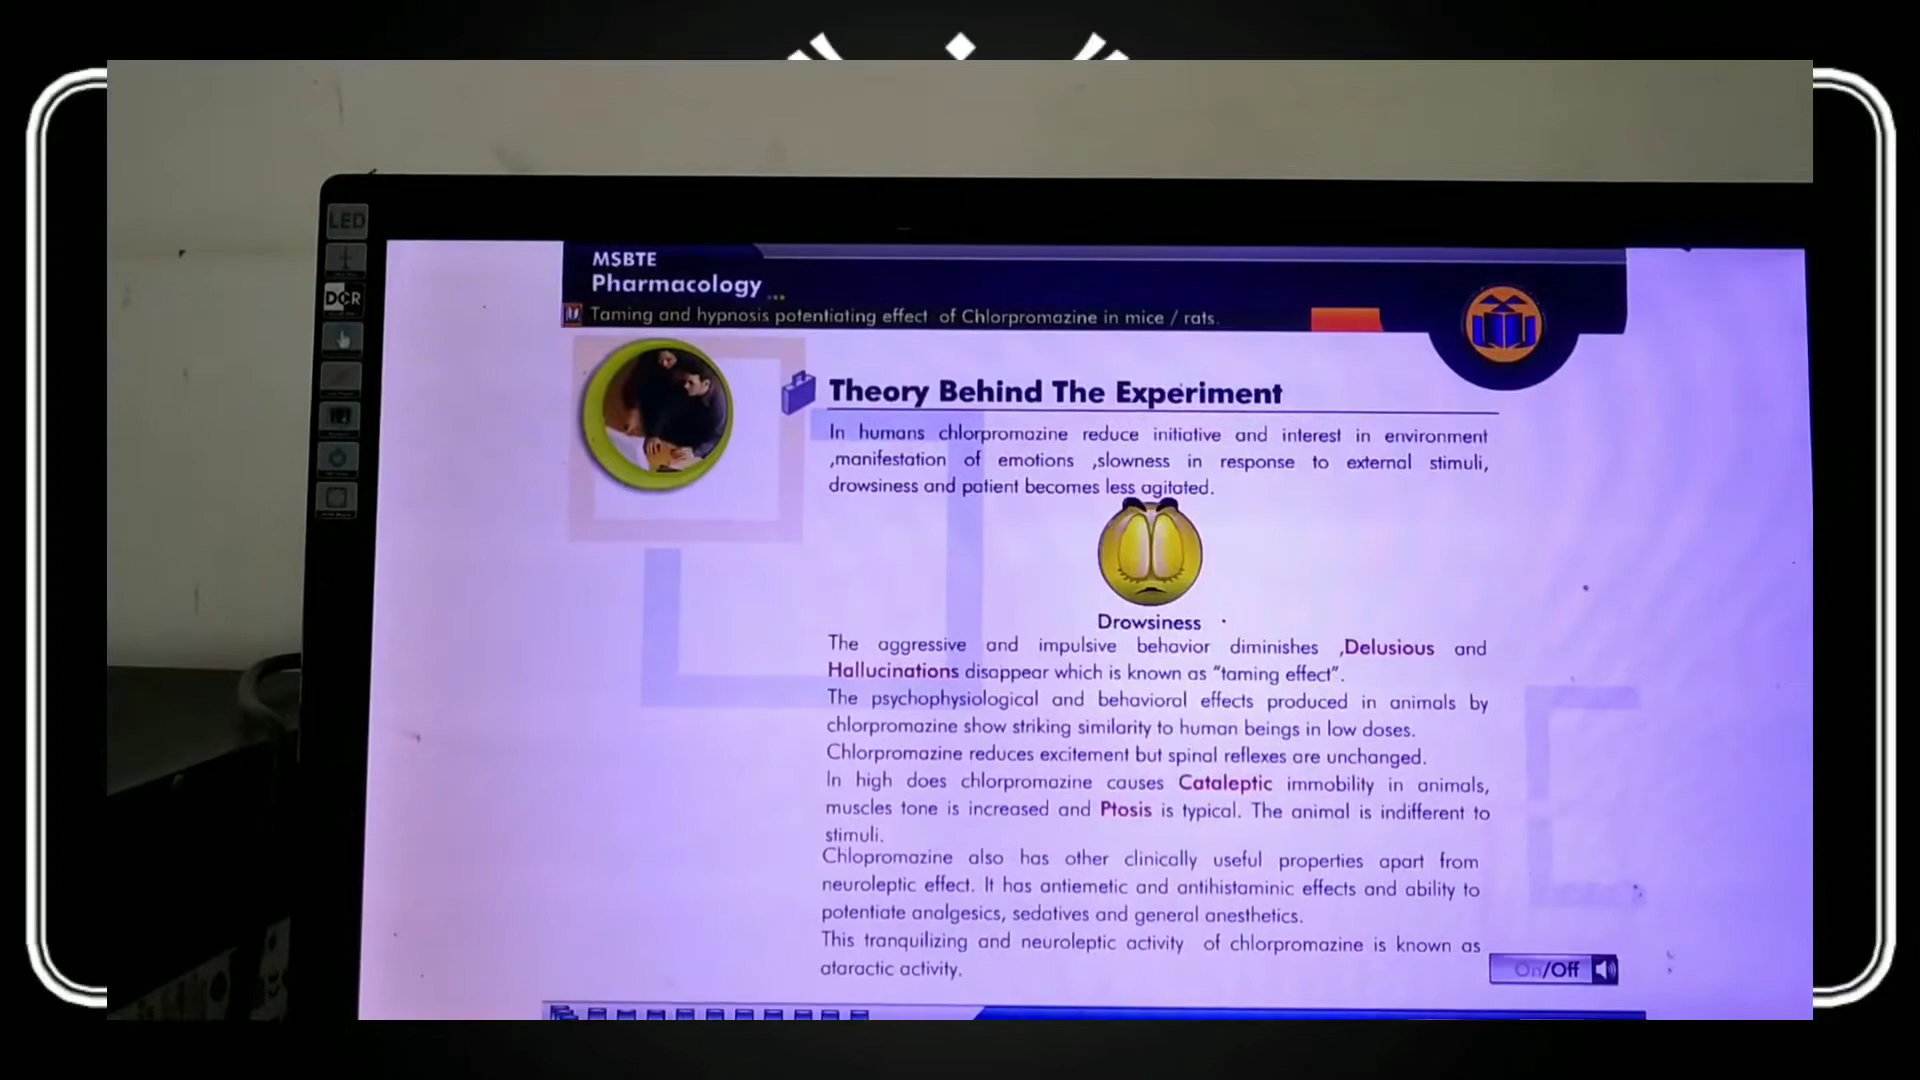 LED
DCR
MSBTE
Pharmacology ...
Taming and hypnosis potentiating effect of Chlorpromazine in mice / rats.
Theory Behind The Experiment
In humans chlorpromazine reduce initiative and interest in environment
,manifestation of emotions ,slowness in response to external stimuli,
drowsiness and patient becomes less agitated.
Drowsiness
The aggressive and impulsive behavior diminishes ,Delusious and
Hallucinations disappear which is known as "taming effect".
The psychophysiological and behavioral effects produced in animals by
chlorpromazine show striking similarity to human beings in low doses.
Chlorpromazine reduces excitement but spinal reflexes are unchanged.
In high does chlorpromazine causes Cataleptic immobility in animals,
muscles tone is increased and Ptosis is typical. The animal is indifferent to
stimuli.
Chlopromazine also has other clinically useful properties apart from
neuroleptic effect. It has antiemetic and antihistaminic effects and ability to
potentiate analgesics, sedatives and general anesthetics.
This tranquilizing and neuroleptic activity of chlorpromazine is known as
ataractic activity.
On/Off